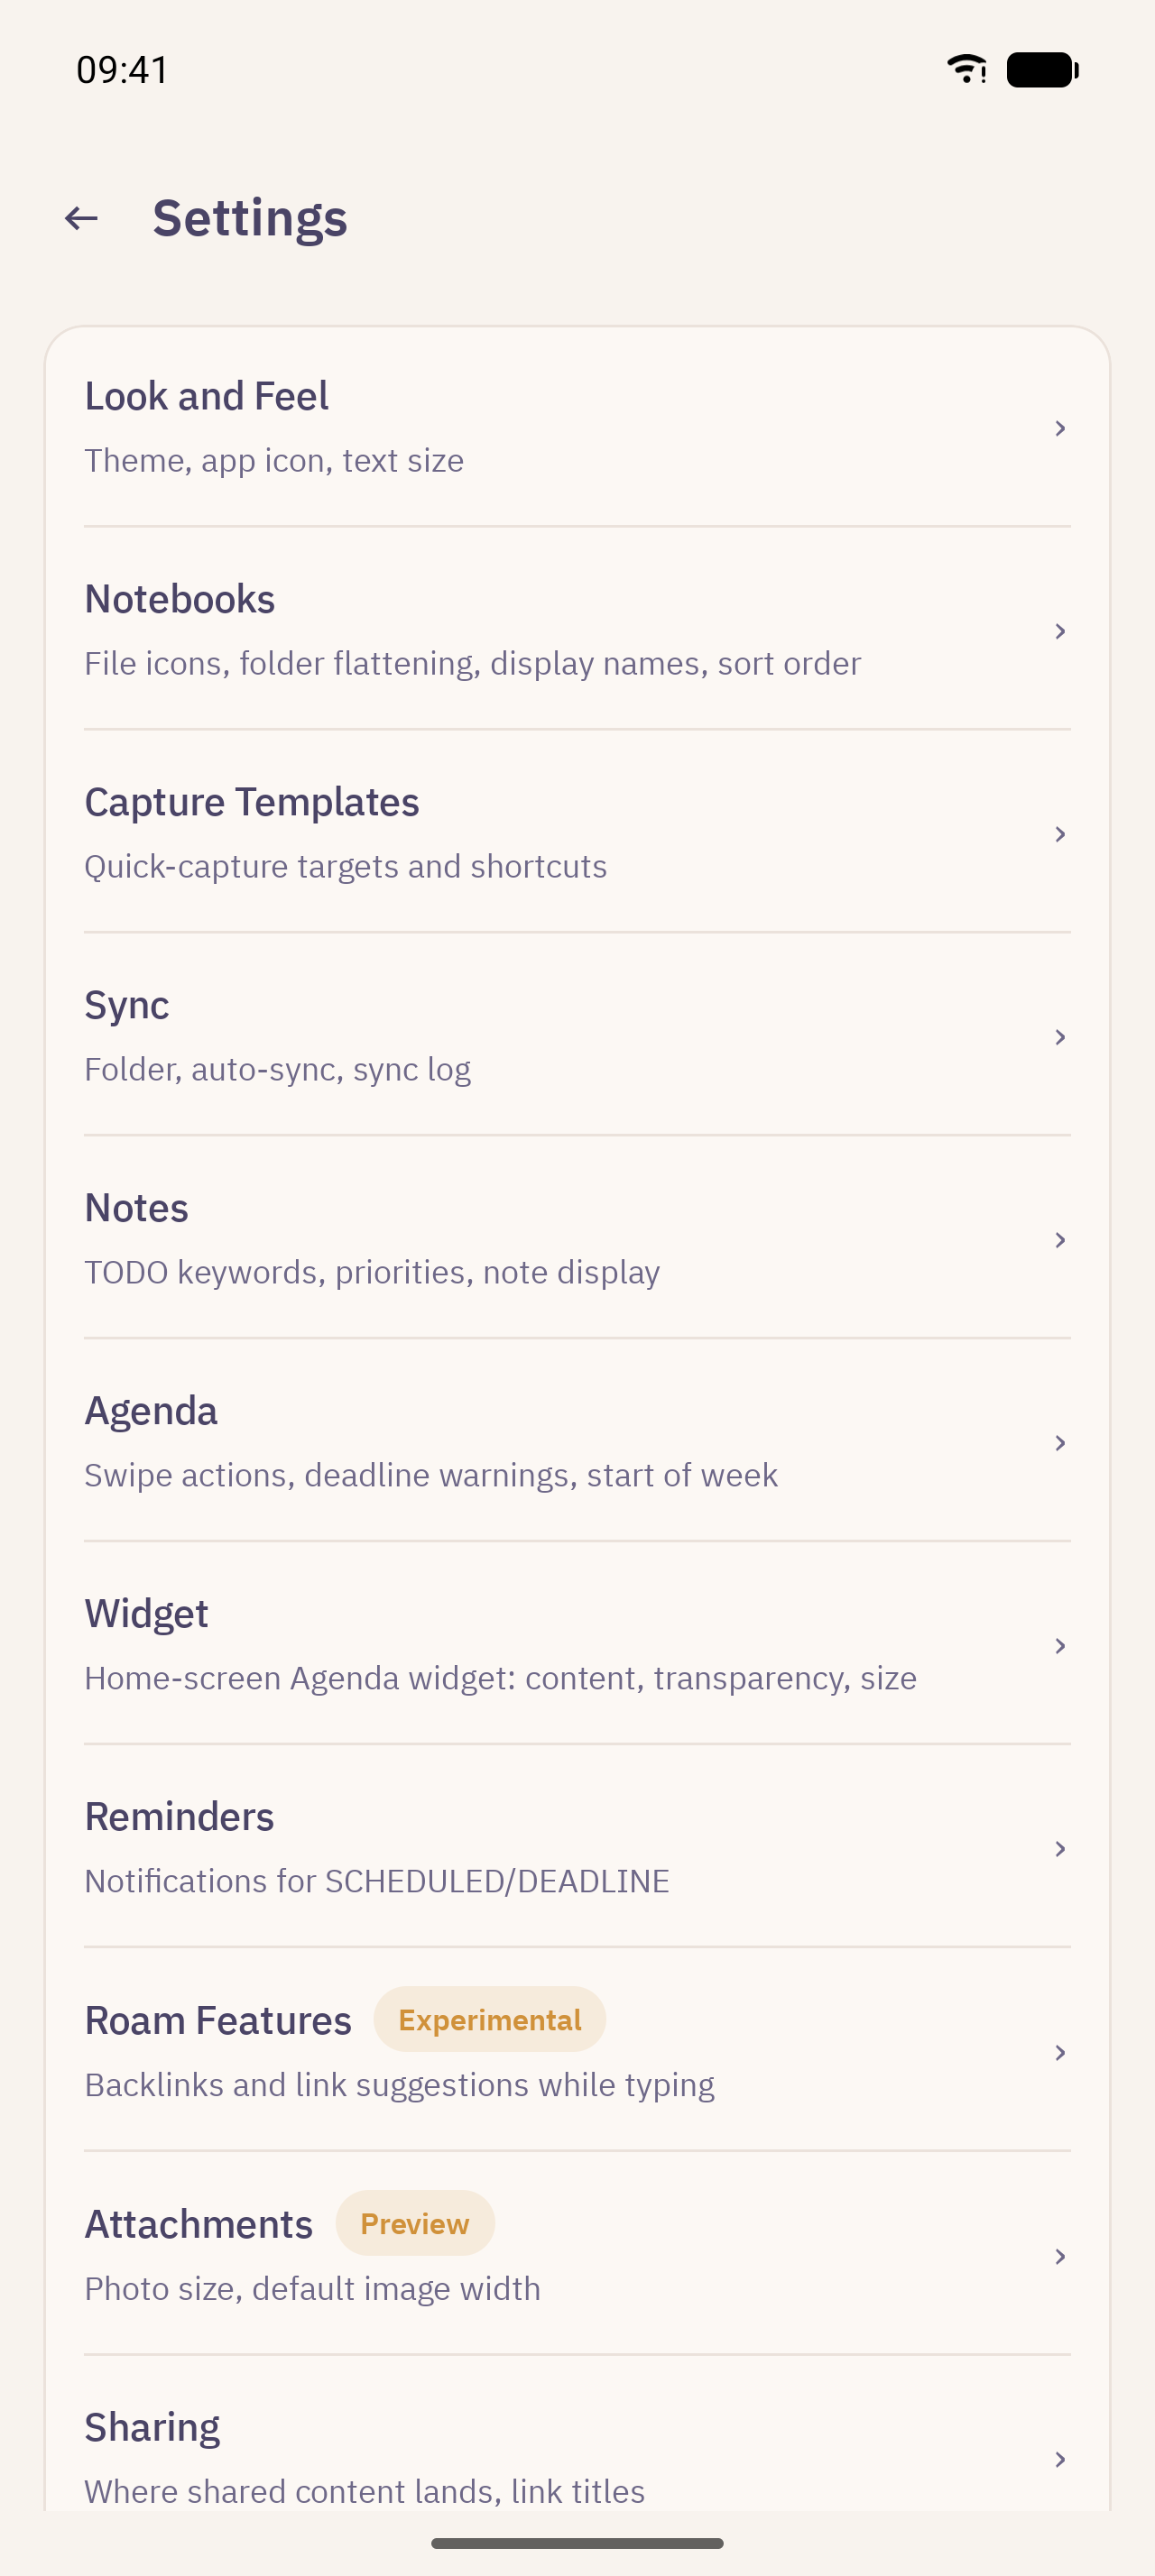 09:41
Settings
Look and Feel
Theme, app icon, text size
Notebooks
File icons, folder flattening, display names, sort order
Capture Templates
Quick-capture targets and shortcuts
Sync
Folder, auto-sync, sync log
Notes
TODO keywords, priorities, note display
Agenda
Swipe actions, deadline warnings, start of week
Widget
Home-screen Agenda widget: content, transparency, size
Reminders
Notifications for SCHEDULED/DEADLINE
Roam Features Experimental
Backlinks and link suggestions while typing
Attachments Preview
Photo size, default image width
Sharing
Where shared content lands, link titles